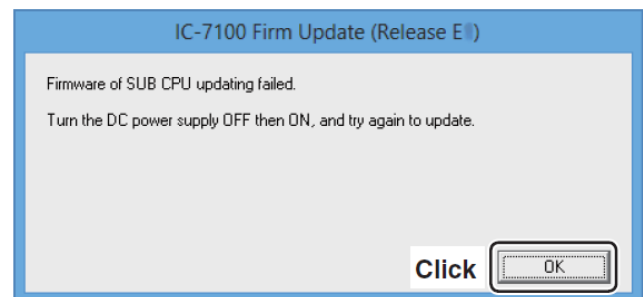 IC-7100 Firm Update (Release E)
Firmware of SUB CPU updating failed.
Turn the DC power supply OFF then ON, and try again to update.
Click OK